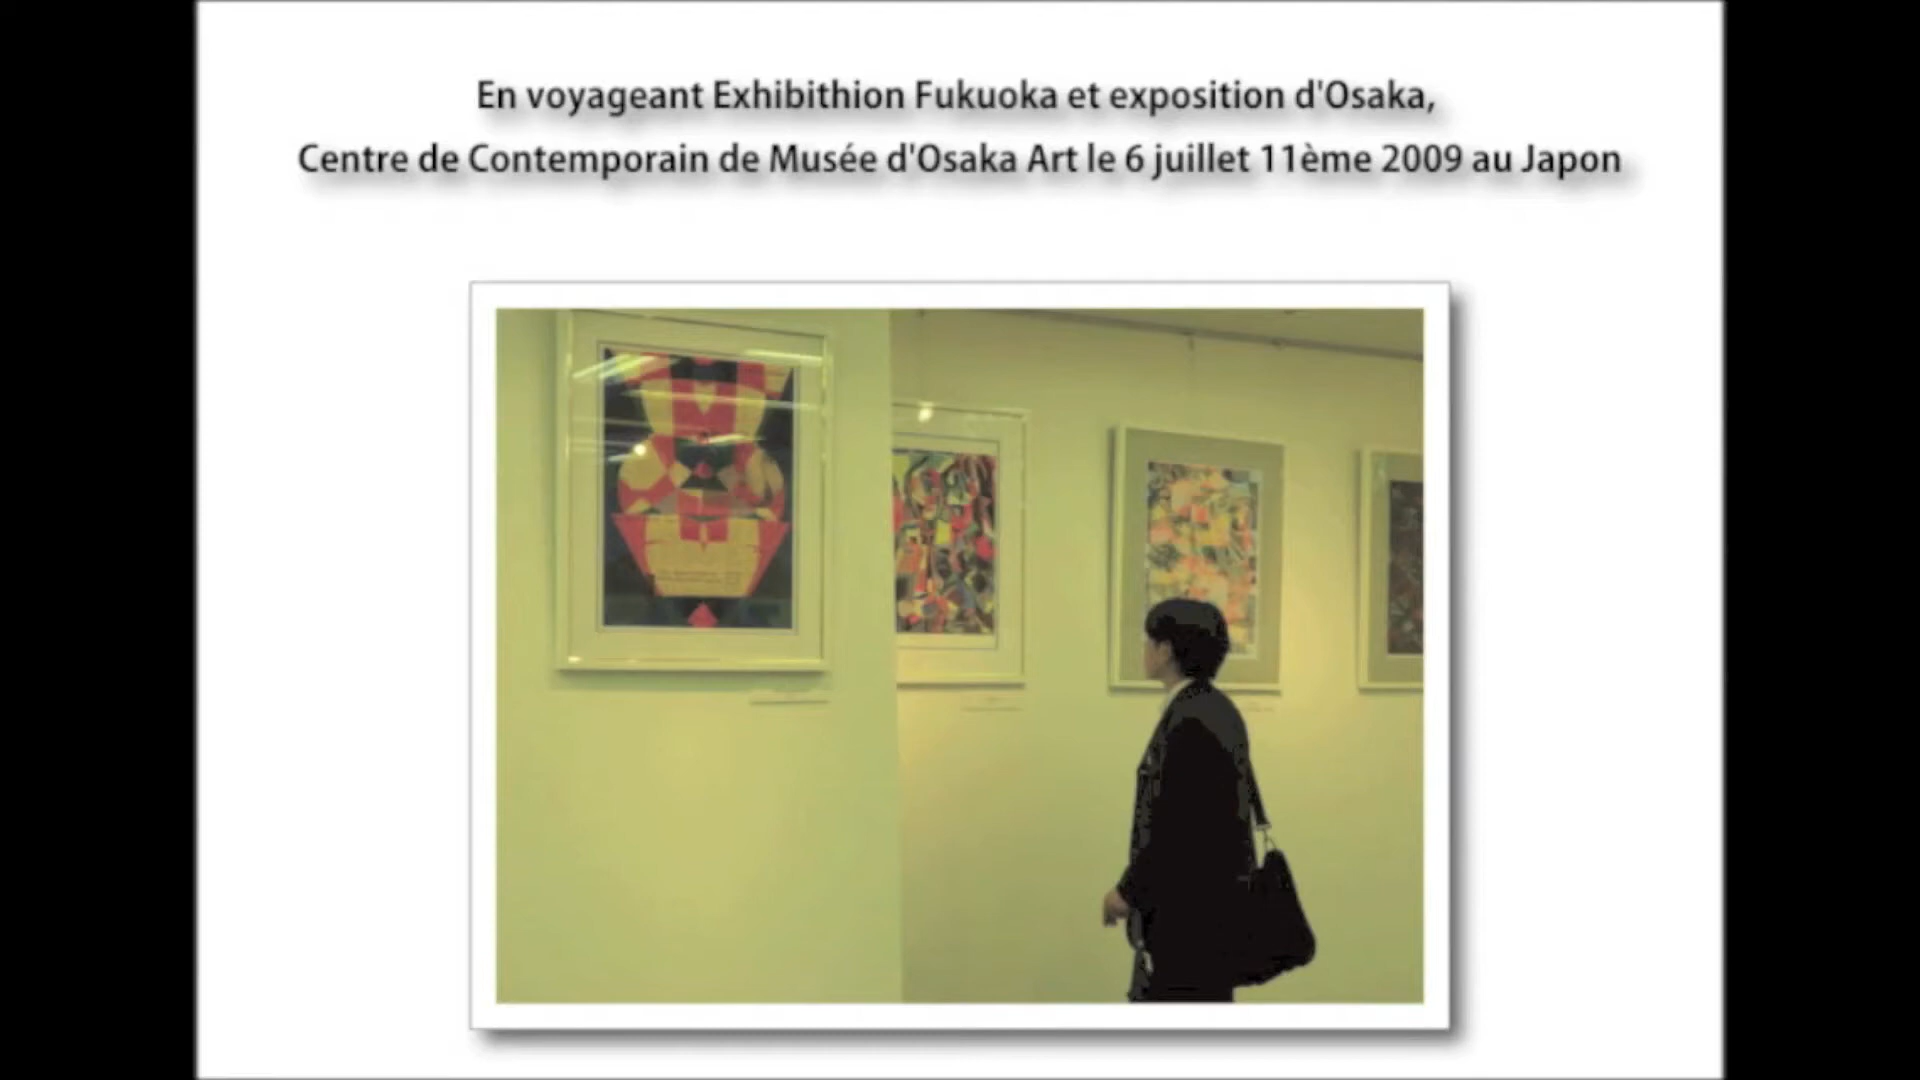 En voyageant Exhibithion Fukuoka et exposition d'Osaka,
Centre de Contemporain de Musée d'Osaka Art le 6 juillet 11ème 2009 au Japon